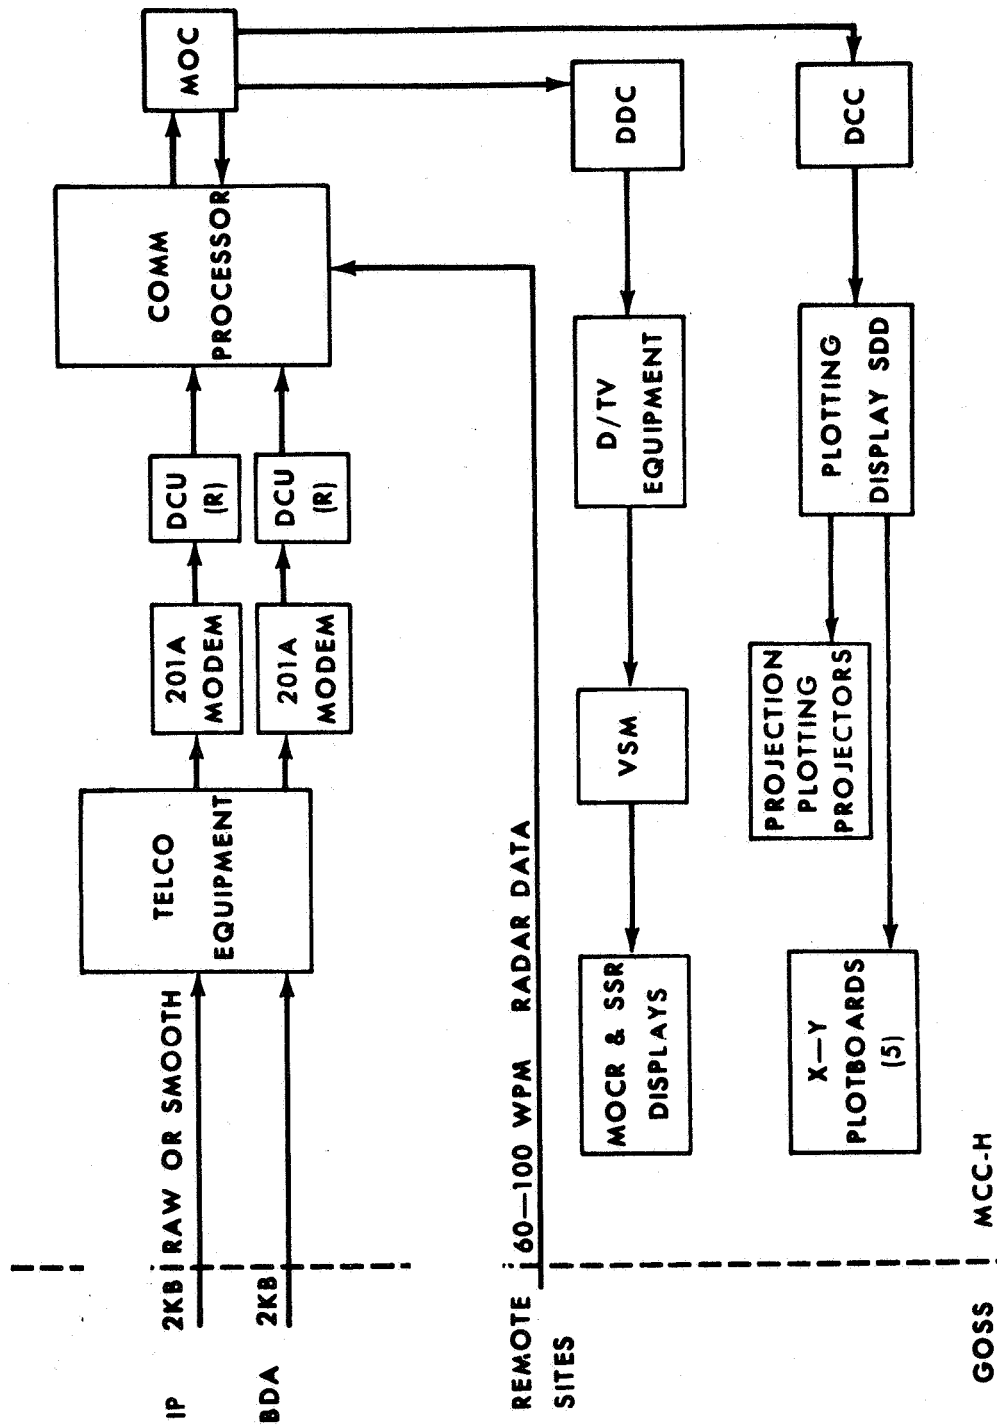 IP 2KB RAW OR SMOOTH
BDA 2KB
TELCO
EQUIPMENT
201A
MODEM
201A
MODEM
DCU
(R)
DCU
(R)
COMM
PROCESSOR
MOC
REMOTE
SITES
60—100 WPM RADAR DATA
MOCR & SSR
DISPLAYS
VSM
D/TV
EQUIPMENT
DDC
X—Y
PLOTBOARDS
(5)
PROJECTION
PLOTTING
PROJECTORS
PLOTTING
DISPLAY SDD
DCC
GOSS MCC-H